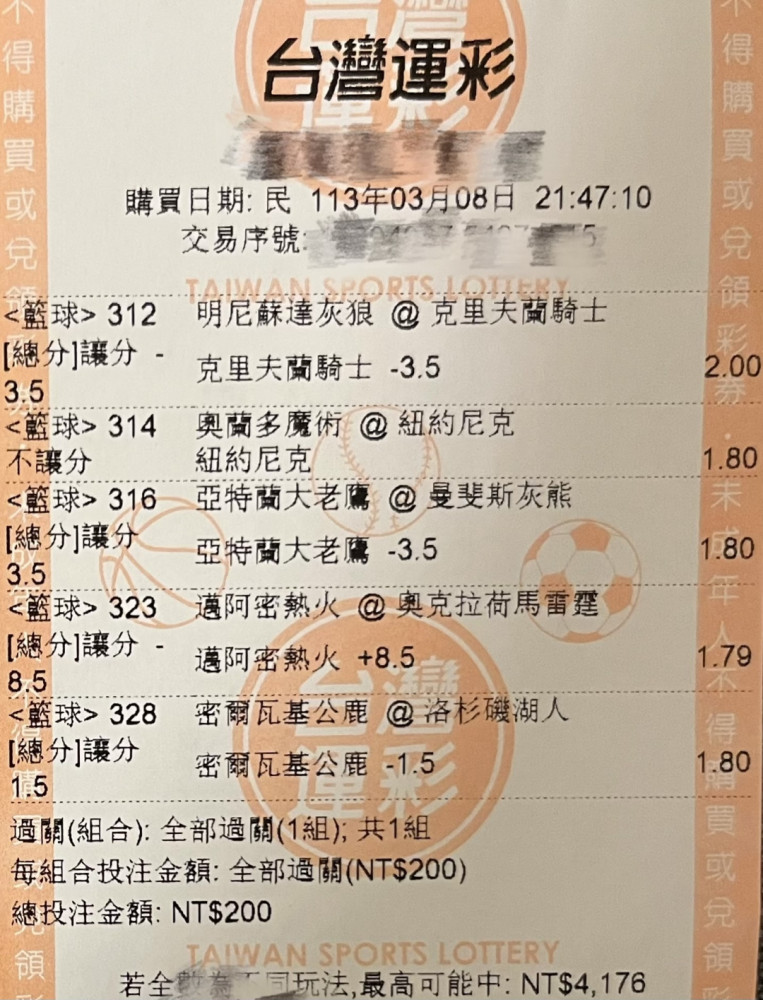 台灣運彩
購買日期: 民 113年03月08日 21:47:10
交易序號:
TAIWAN SPORTS LOTTERY
<籃球> 312 明尼蘇達灰狼 @ 克里夫蘭騎士
[總分]讓分 -3.5 克里夫蘭騎士 -3.5 2.00
<籃球> 314 奧蘭多魔術 @ 紐約尼克
不讓分 紐約尼克 1.80
<籃球> 316 亞特蘭大老鷹 @ 曼斐斯灰熊
[總分]讓分 3.5 亞特蘭大老鷹 -3.5 1.80
<籃球> 323 邁阿密熱火 @ 奧克拉荷馬雷霆
[總分]讓分 -8.5 邁阿密熱火 +8.5 1.79
<籃球> 328 密爾瓦基公鹿 @ 洛杉磯湖人
[總分]讓分 1.5 密爾瓦基公鹿 -1.5 1.80
過關(組合): 全部過關(1組); 共1組
每組合投注金額: 全部過關(NT$200)
總投注金額: NT$200
TAIWAN SPORTS LOTTERY
若全 同玩法,最高可能中: NT$4,176
不得購買或兌領
不得購買或兌領彩券.未成年人不得購買或兌領